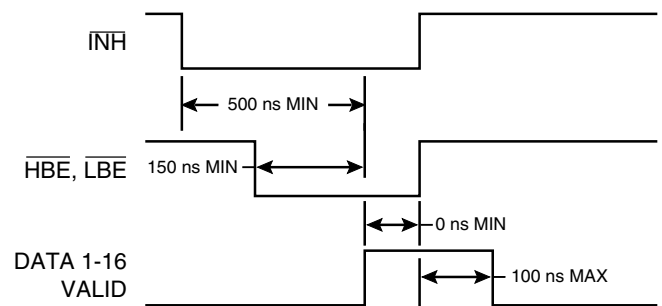 INH
500 ns MIN
HBE, LBE
150 ns MIN
0 ns MIN
DATA 1-16
VALID
100 ns MAX